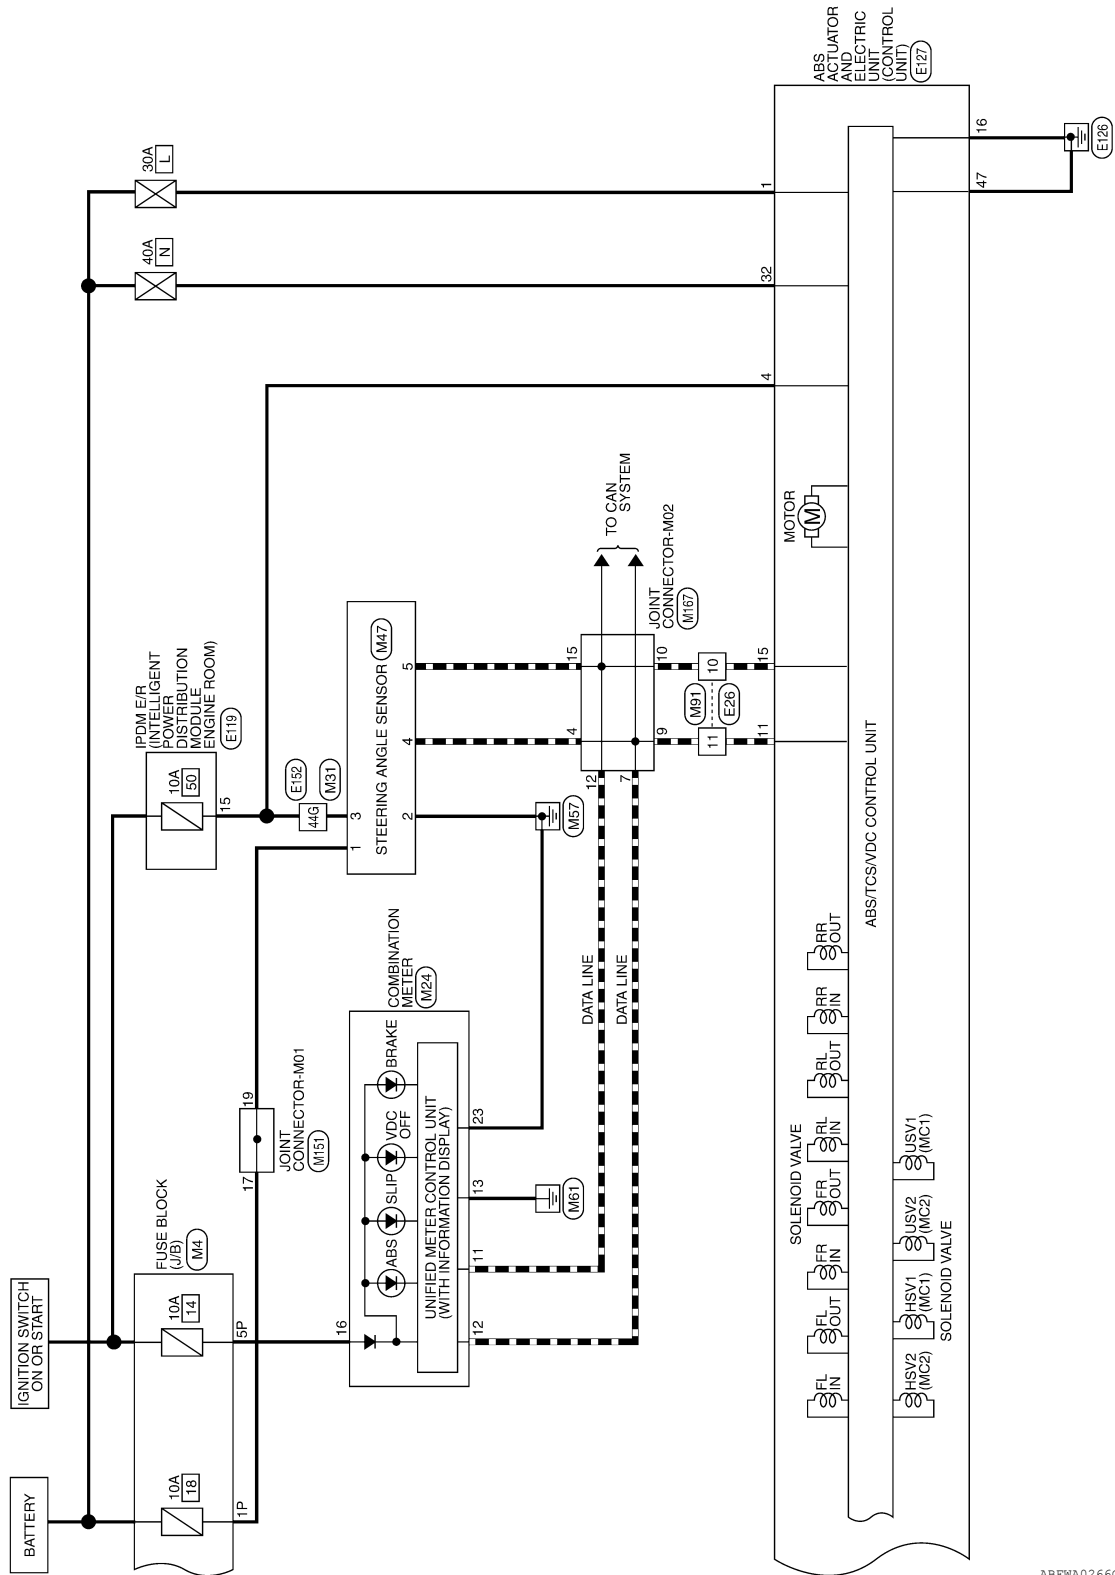 BATTERY
IGNITION SWITCH
ON OR START
10A
18
1P
10A
14
5P
FUSE BLOCK
(J/B)
M4
17
19
JOINT
CONNECTOR-M01
M151
IPDM E/R
(INTELLIGENT
POWER
DISTRIBUTION
MODULE
ENGINE ROOM)
E119
10A
50
15
40A
N
30A
L
E152
44G
M31
1
3
STEERING ANGLE SENSOR
M47
2
4
5
16
ABS
SLIP
VDC
OFF
BRAKE
COMBINATION
METER
M24
UNIFIED METER CONTROL UNIT
(WITH INFORMATION DISPLAY)
12
11
13
23
M61
M57
DATA LINE
DATA LINE
12
7
4
15
9
10
TO CAN
SYSTEM
JOINT
CONNECTOR-M02
M167
11
10
M91
E26
11
15
4
32
1
ABS
ACTUATOR
AND
ELECTRIC
UNIT
(CONTROL
UNIT)
E127
MOTOR
M
SOLENOID VALVE
FL
IN
FL
OUT
FR
IN
FR
OUT
RL
IN
RL
OUT
RR
IN
RR
OUT
ABS/TCS/VDC CONTROL UNIT
HSV2
(MC2)
HSV1
(MC1)
USV2
(MC2)
USV1
(MC1)
SOLENOID VALVE
47
16
E126